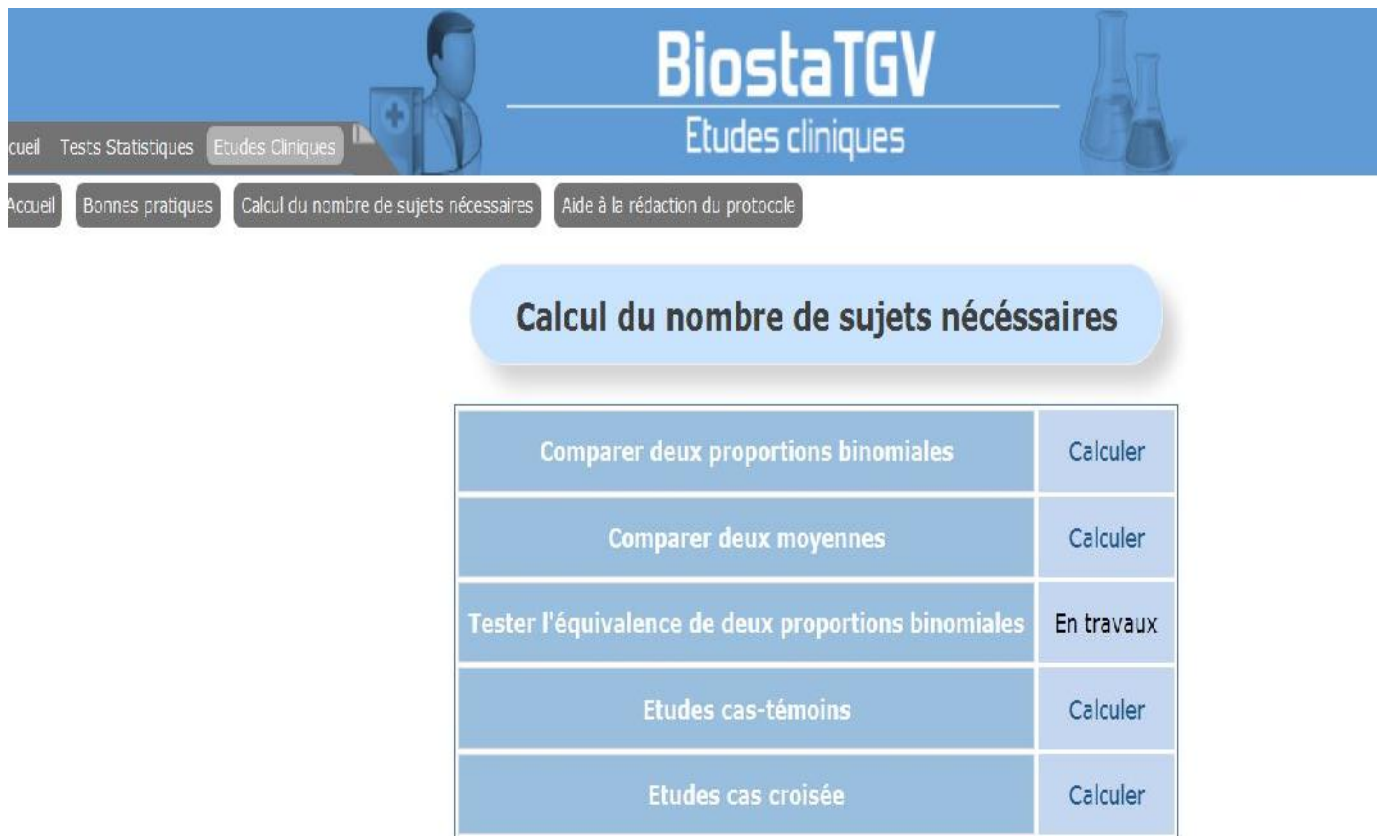 BiostaTGV
Etudes cliniques
cueil Tests Statistiques Etudes Cliniques
Accueil Bonnes pratiques Calcul du nombre de sujets nécessaires Aide à la rédaction du protocole
Calcul du nombre de sujets nécéssaires
Comparer deux proportions binomiales Calculer
Comparer deux moyennes Calculer
Tester l'équivalence de deux proportions binomiales En travaux
Etudes cas-témoins Calculer
Etudes cas croisée Calculer